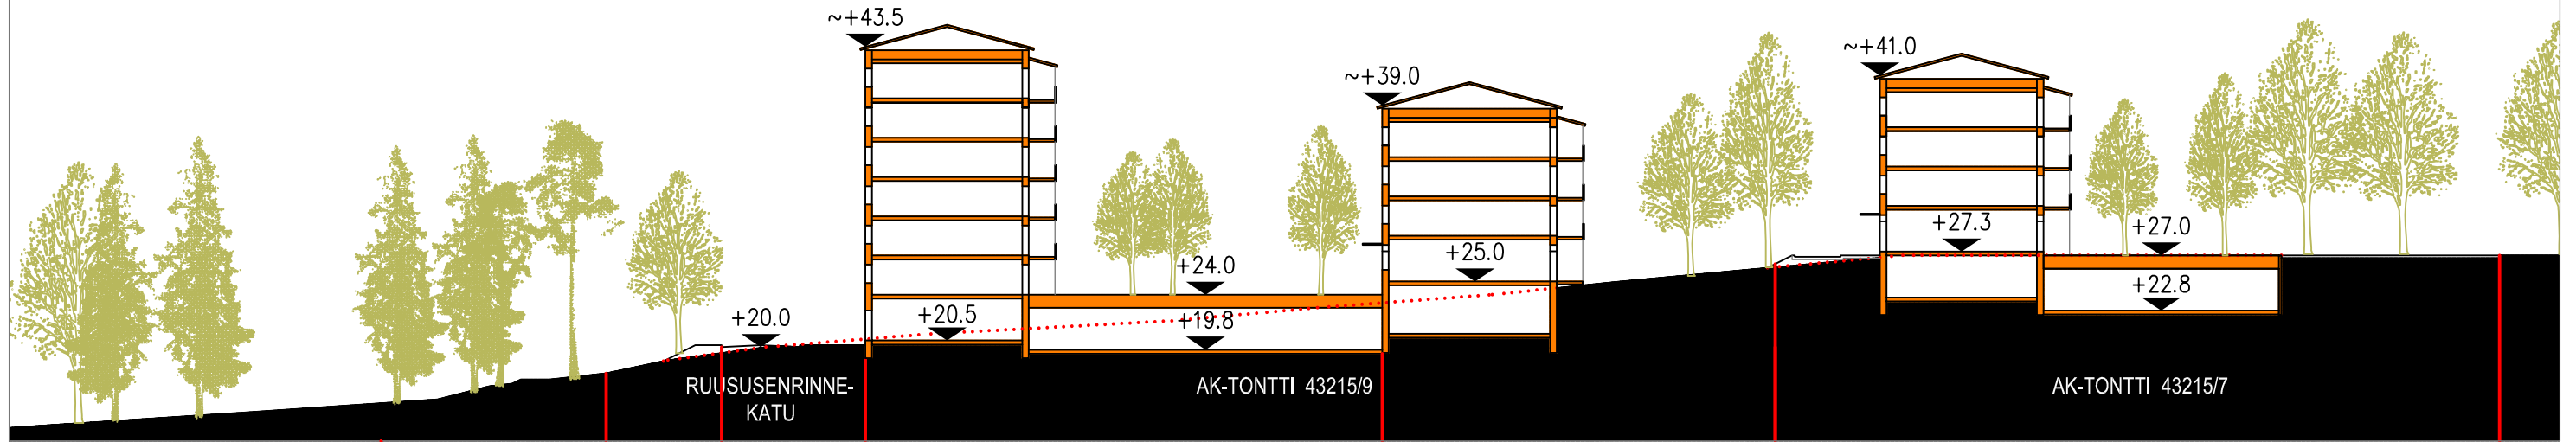 ~+43.5
~+39.0
~+41.0
+27.3
+27.0
+24.0
+25.0
+22.8
+20.0
+20.5
+19.8
RUUSUSENRINNE-
KATU
AK-TONTTI 43215/9
AK-TONTTI 43215/7